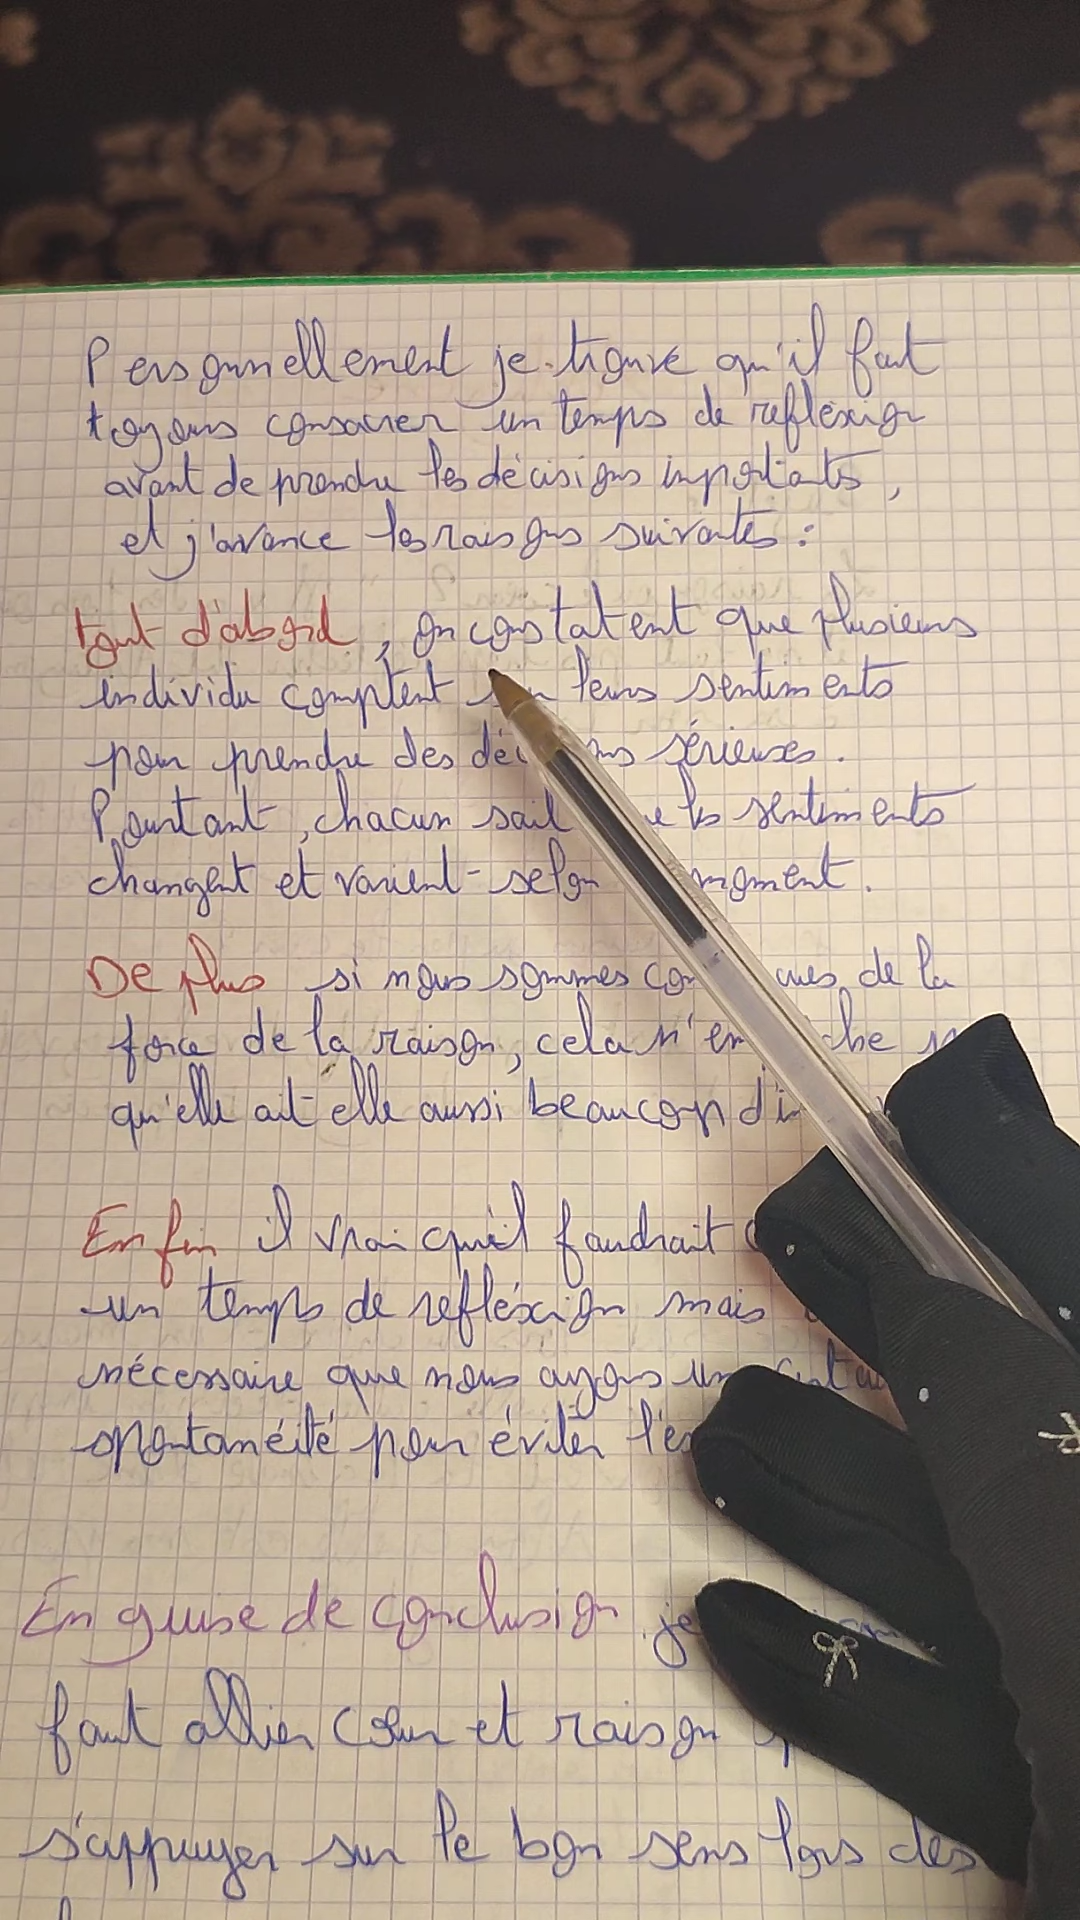 Personnellement je trouve qu'il faut
toyours consacrer un temps de refléxion
avant de prendre les décisions importants,
et j'avance les raisons suivantes :
tout d'abord, on constatent que plusieurs
individu comptent leurs sentiments
pour prendre des sérieuses.
Pourtant, chacun sait les sentiments
changent et varient selon moment.
De plus si nous sommes de la
force de la raison, cela
qu'elle ait elle aussi beaucoup
Enfin il vrai qu'il faudrait
un temps de refléxion mais
nécessaire que nous ayons
spontanéité pour éviter
En guise de conclusion je
faut allier cœur et raison
s'appuyer sur le bon sens lors des